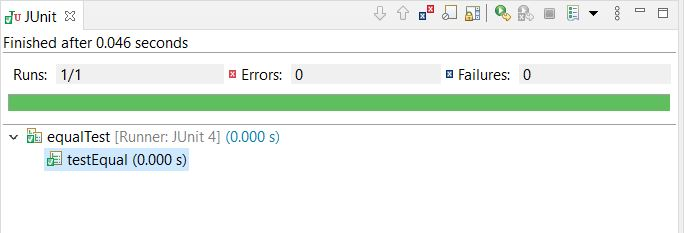 JUnit
Finished after 0.046 seconds
Runs: 1/1 Errors: 0 Failures: 0
equalTest [Runner: JUnit 4] (0.000 s)
testEqual (0.000 s)